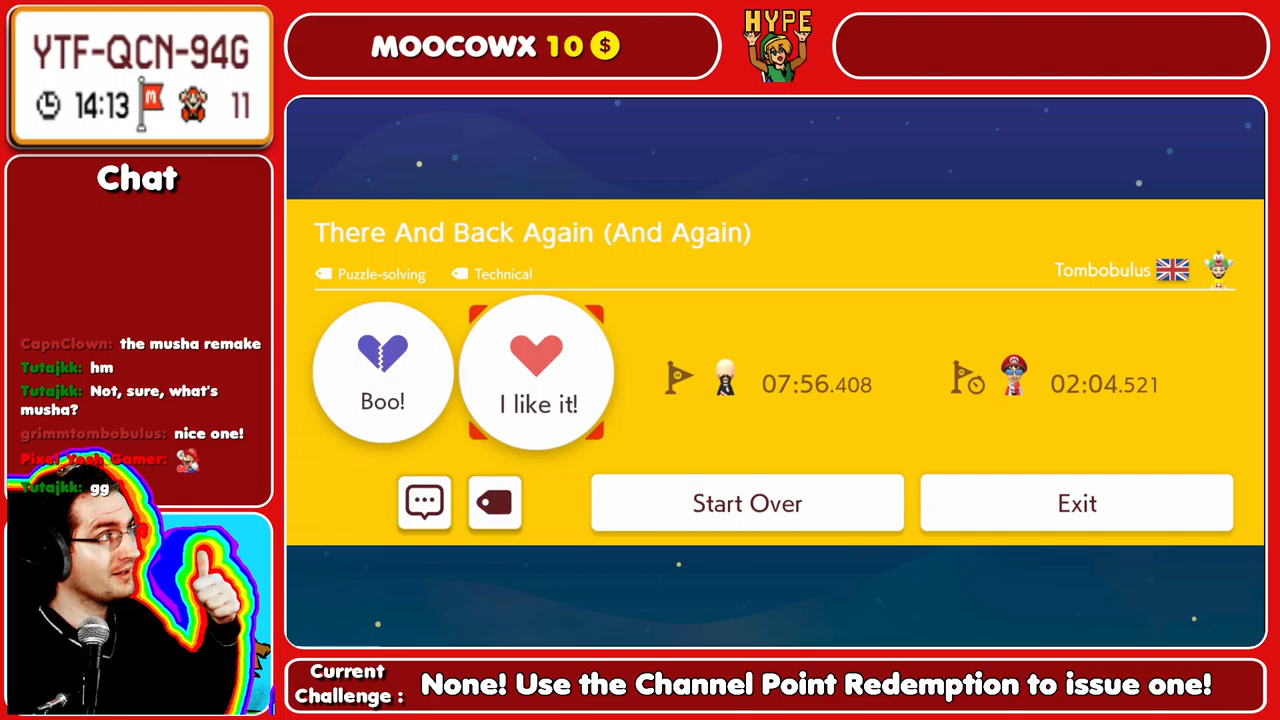 YTF-QCN-94G
14:13 M 11
MOOCOWX 10 $
HYPE
Chat
CapnClown: the musha remake
Tutajkk: hm
Tutajkk: Not, sure, what's
musha?
grimmtombobulus: nice one!
Pixel_Yosh_Gamer:
Tutajkk: gg
There And Back Again (And Again)
Puzzle-solving Technical
Tombobulus
Boo!
I like it!
07:56.408
02:04.521
Start Over
Exit
Current
Challenge :
None! Use the Channel Point Redemption to issue one!